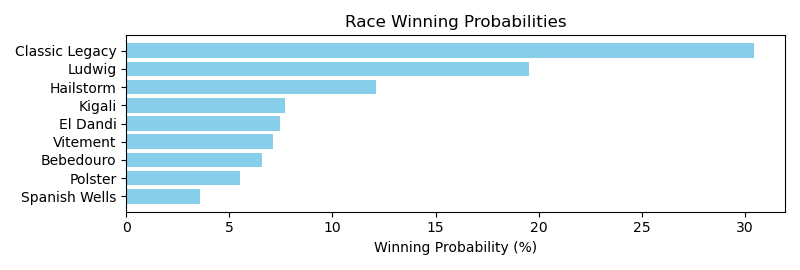 Race Winning Probabilities
Classic Legacy
Ludwig
Hailstorm
Kigali
El Dandi
Vitement
Bebedouro
Polster
Spanish Wells
0 5 10 15 20 25 30
Winning Probability (%)